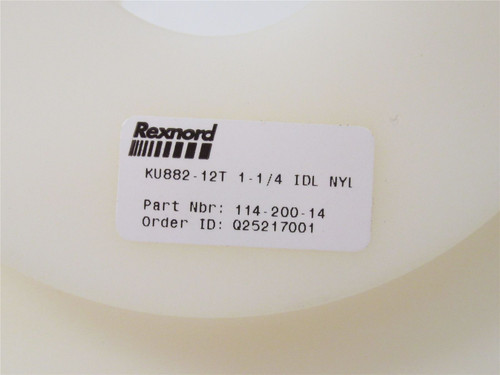 Rexnord
KU882-12T 1-1/4 IDL NYL
Part Nbr: 114-200-14
Order ID: Q25217001